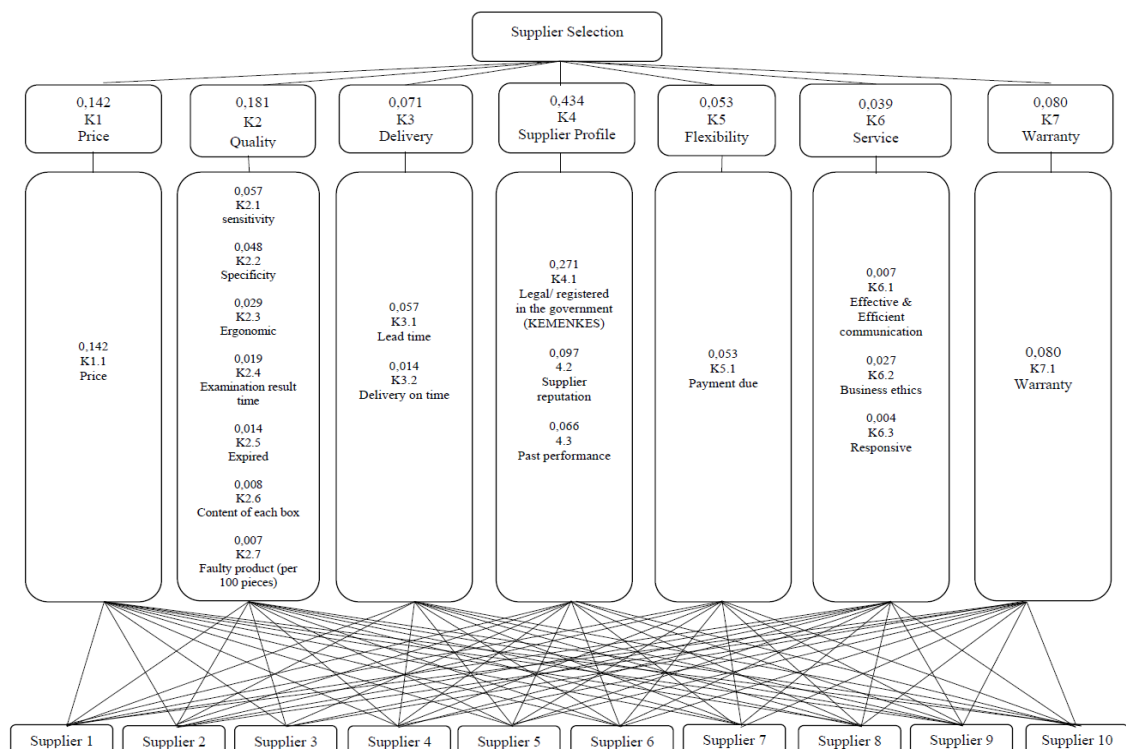 Supplier Selection
0,142
K1
Price
0,181
K2
Quality
0,071
K3
Delivery
0,434
K4
Supplier Profile
0,053
K5
Flexibility
0,039
K6
Service
0,080
K7
Warranty
0,142
K1.1
Price
0,057
K2.1
sensitivity
0,048
K2.2
Specificity
0,029
K2.3
Ergonomic
0,019
K2.4
Examination result
time
0,014
K2.5
Expired
0,008
K2.6
Content of each box
0,007
K2.7
Faulty product (per
100 pieces)
0,057
K3.1
Lead time
0,014
K3.2
Delivery on time
0,271
K4.1
Legal/ registered
in the government
(KEMENKES)
0,097
4.2
Supplier
reputation
0,066
4.3
Past performance
0,053
K5.1
Payment due
0,007
K6.1
Effective &
Efficient
communication
0,027
K6.2
Business ethics
0,004
K6.3
Responsive
0,080
K7.1
Warranty
Supplier 1
Supplier 2
Supplier 3
Supplier 4
Supplier 5
Supplier 6
Supplier 7
Supplier 8
Supplier 9
Supplier 10